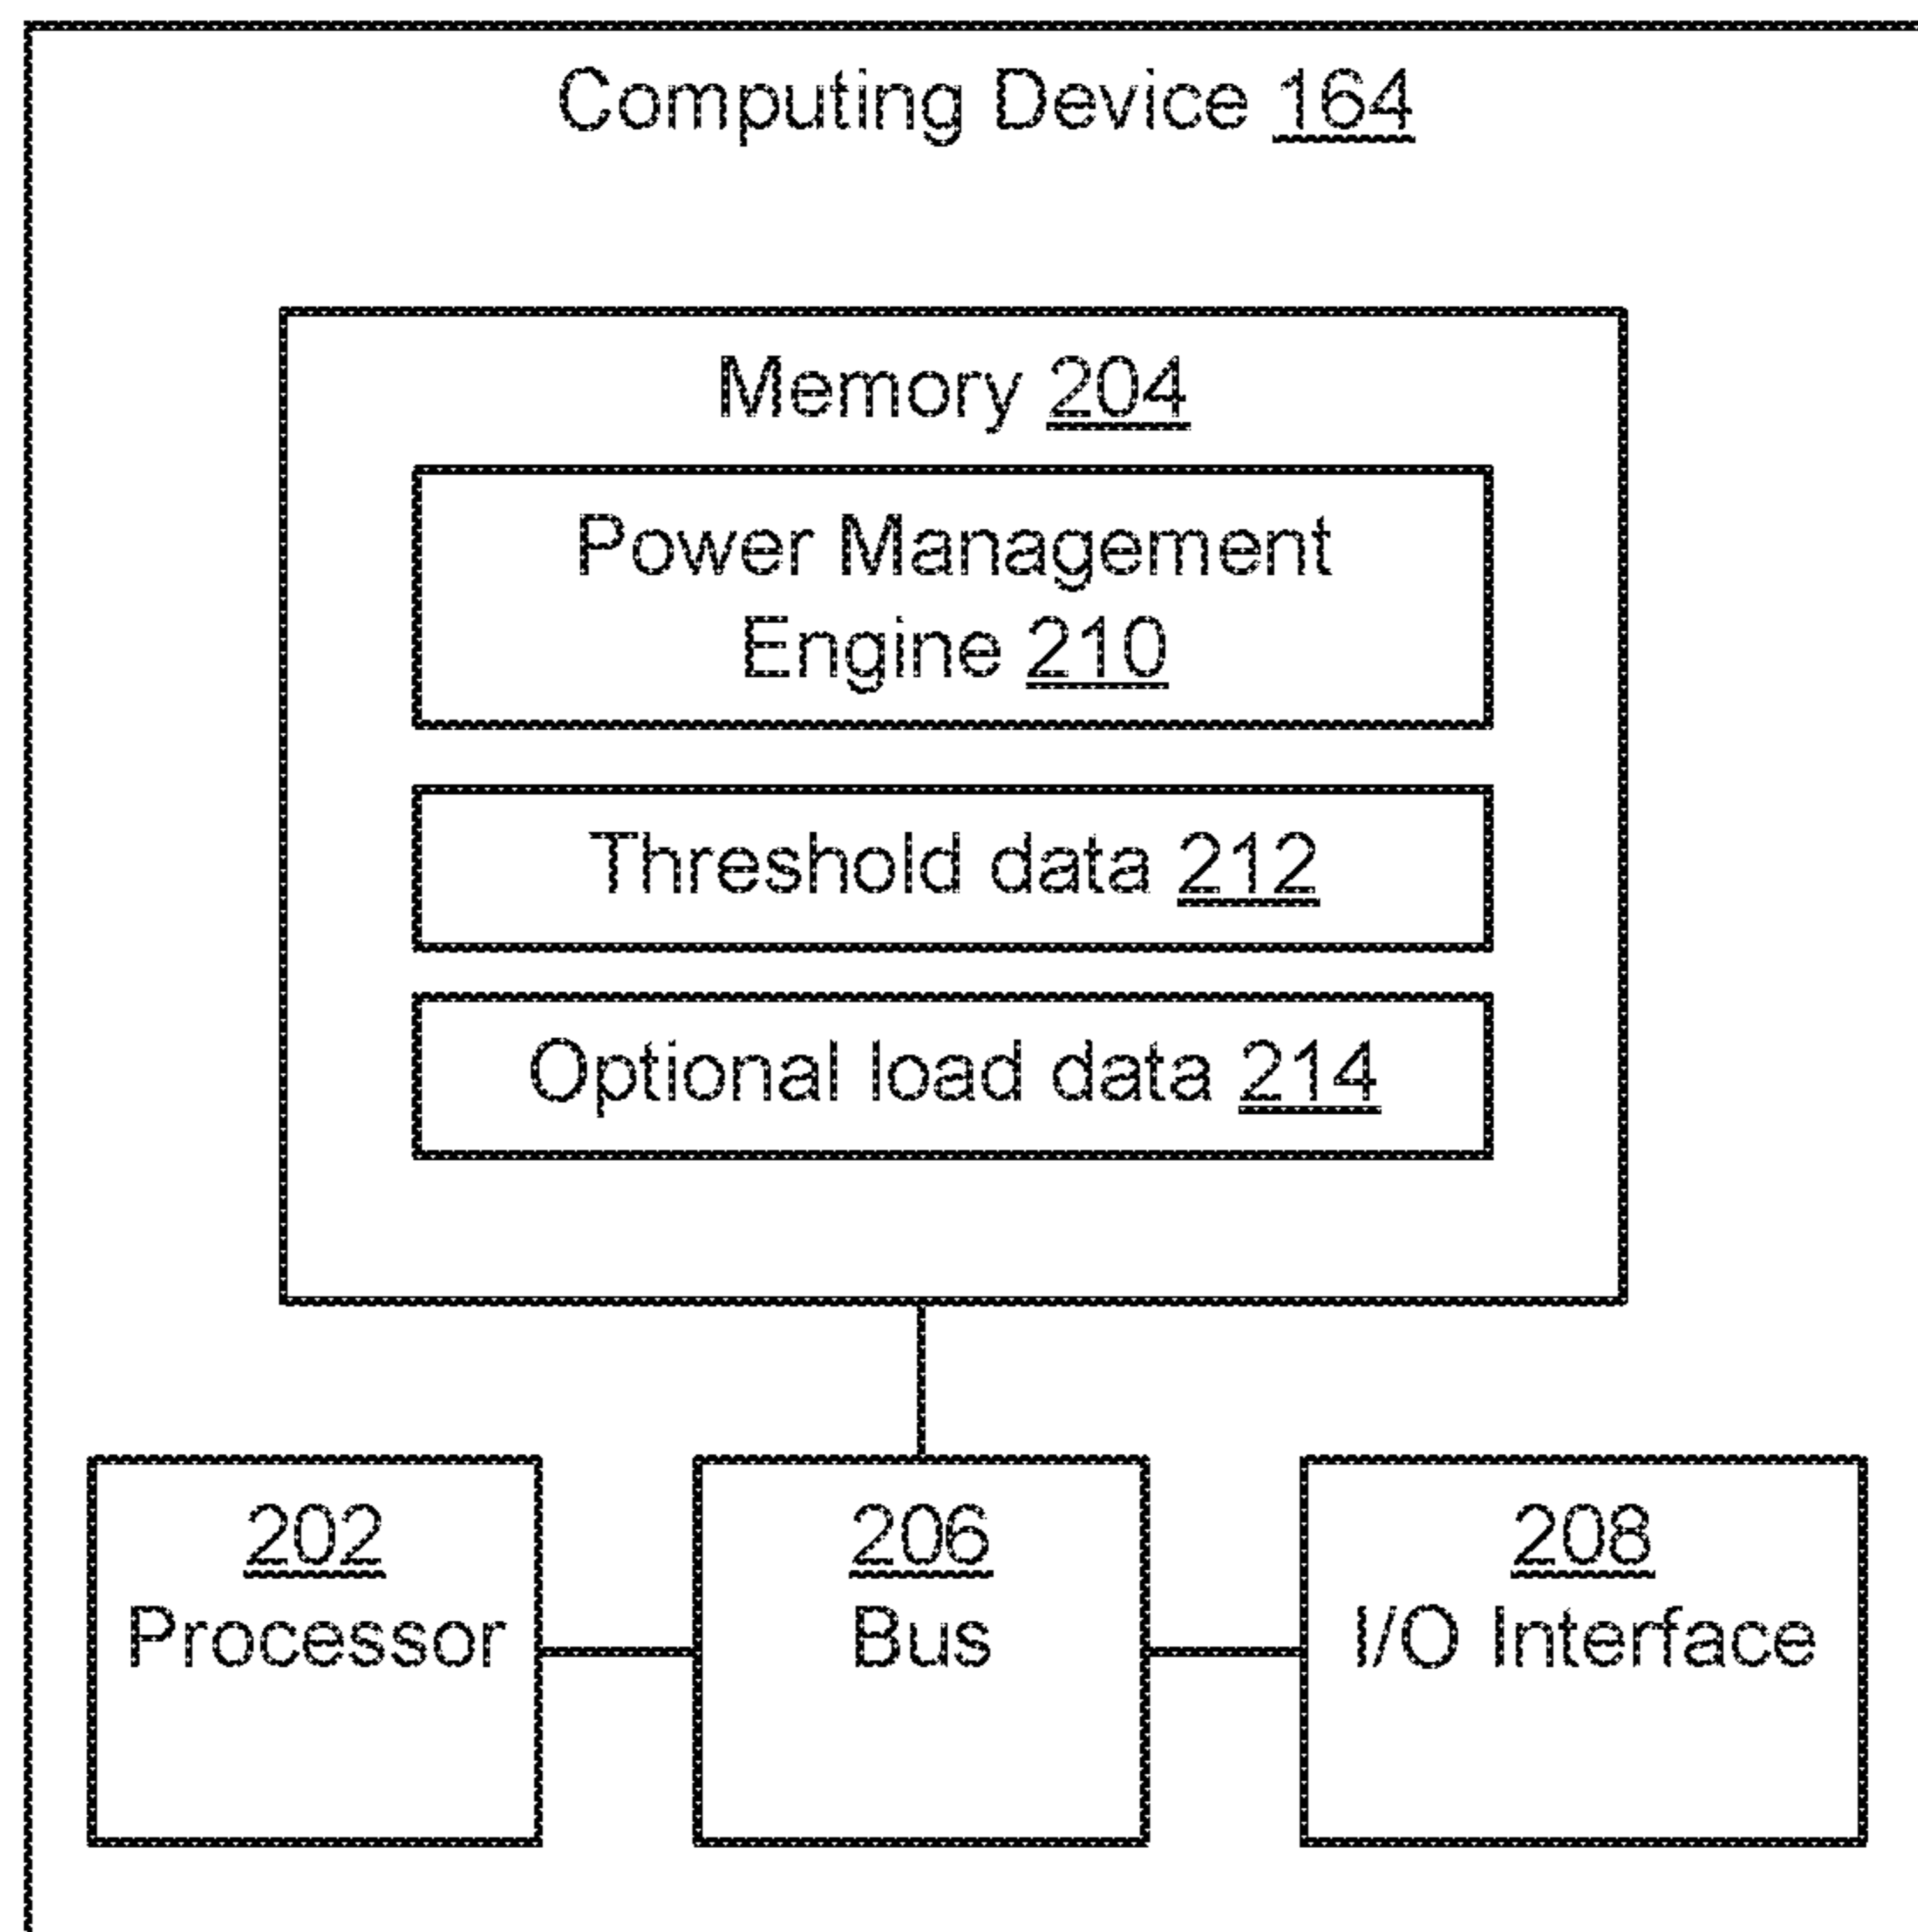 Computing Device 164
Memory 204
Power Management
Engine 210
Threshold data 212
Optional load data 214
202
Processor
206
Bus
208
I/O Interface